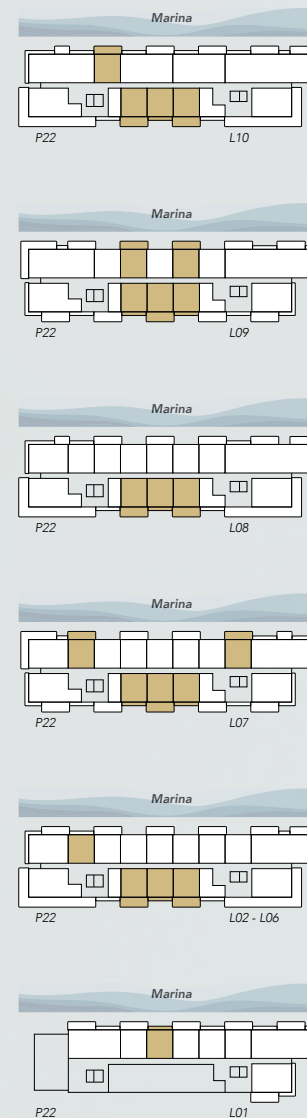 Marina
P22 L10
Marina
P22 L09
Marina
P22 L08
Marina
P22 L07
Marina
P22 L02 - L06
Marina
P22 L01